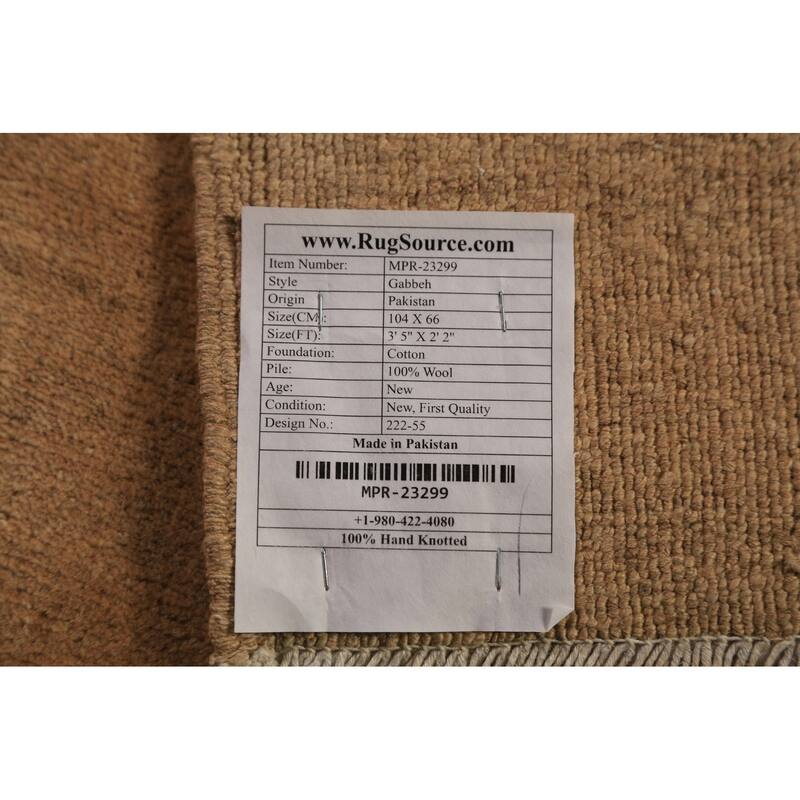 www.RugSource.com
Item Number: MPR-23299
Style Gabbeh
Origin Pakistan
Size(CM): 104 X 66
Size(FT): 3' 5" X 2' 2"
Foundation: Cotton
Pile: 100% Wool
Age: New
Condition: New, First Quality
Design No.: 222-55
Made in Pakistan
MPR-23299
+1-980-422-4080
100% Hand Knotted